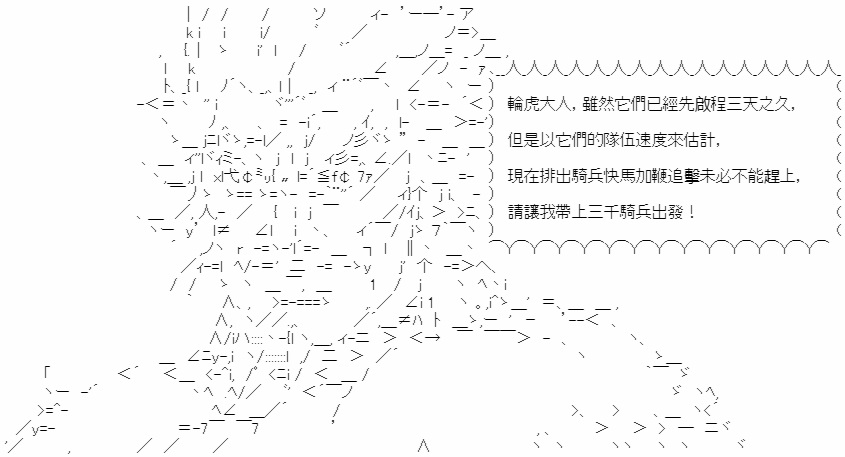 輪虎大人，雖然它們已經先啟程三天之久，
但是以它們的隊伍速度來估計，
現在排出騎兵快馬加鞭追擊未必不能趕上，
請讓我帶上三千騎兵出發！